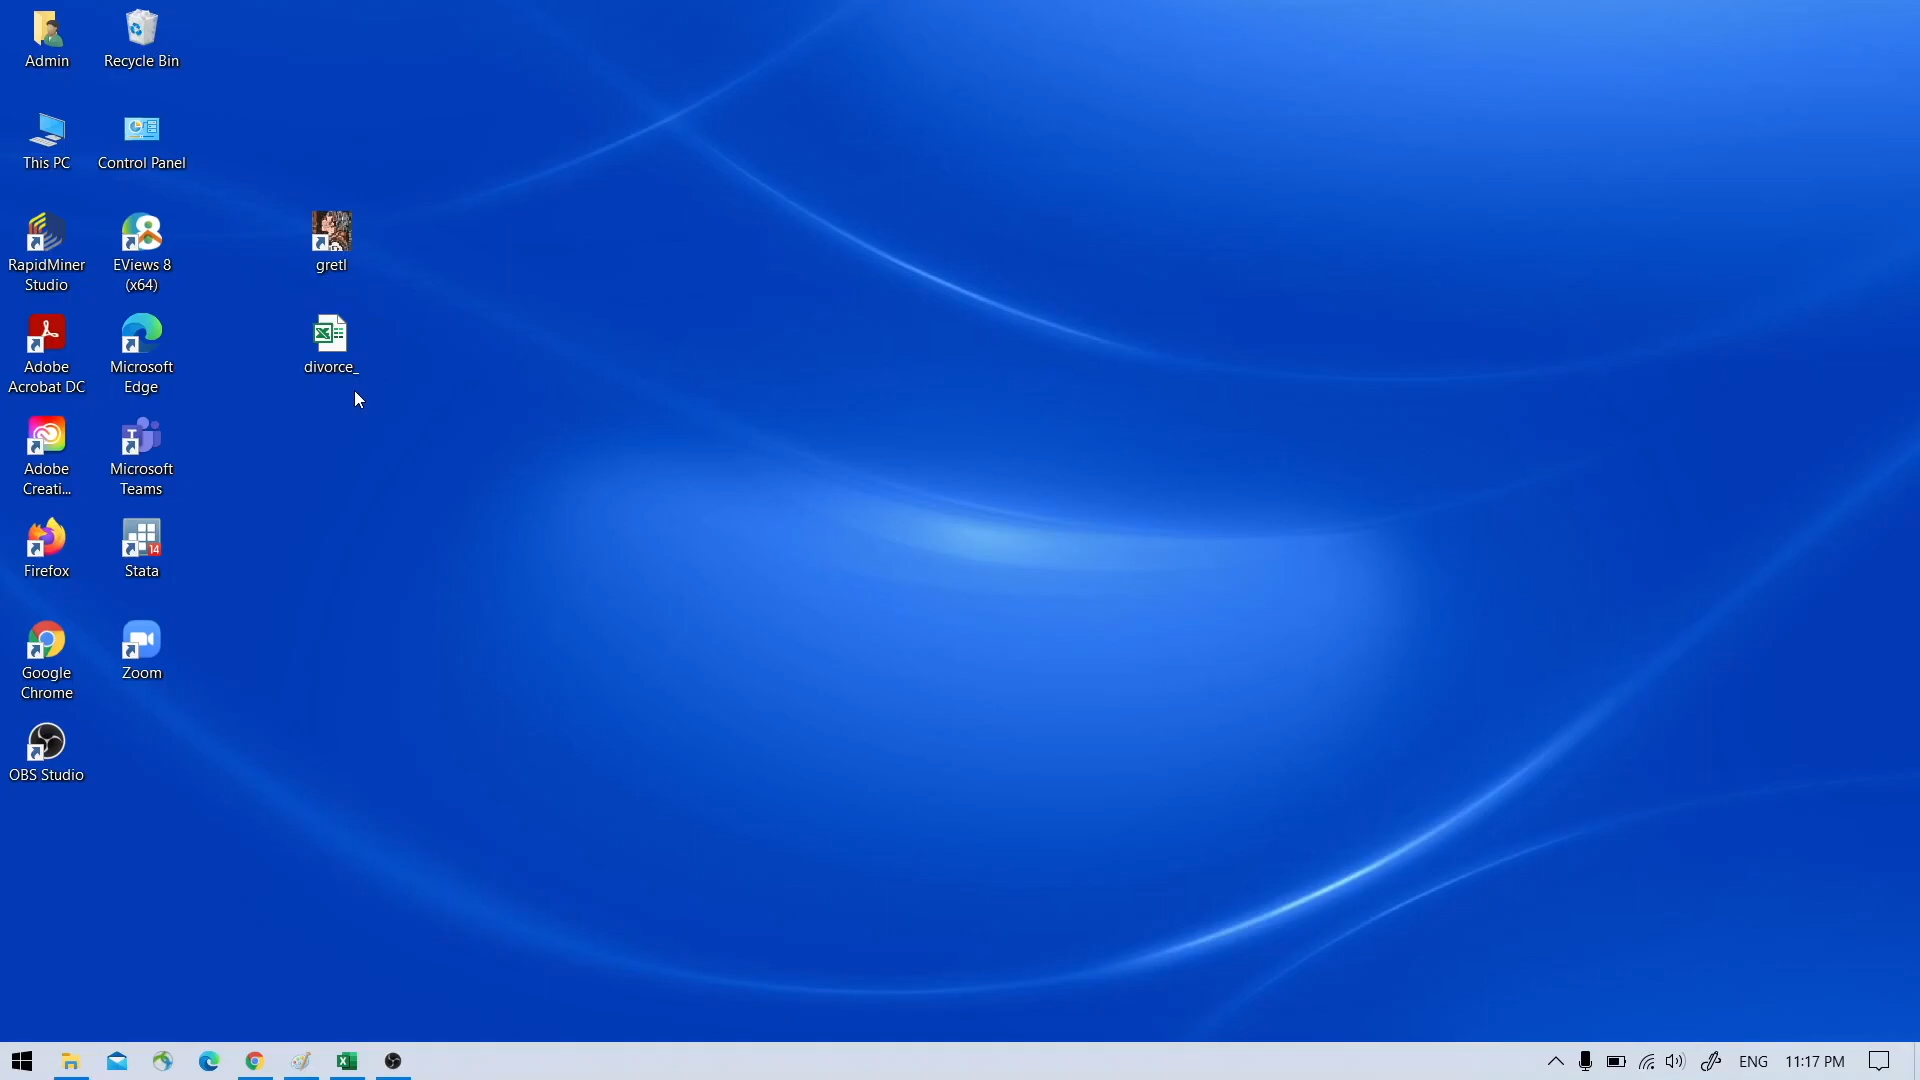 Admin
Recycle Bin
This PC
Control Panel
RapidMiner
Studio
EViews 8
(x64)
gretl
Adobe
Acrobat DC
Microsoft
Edge
divorce_
Adobe
Creati...
Microsoft
Teams
Firefox
Stata
14
Google
Chrome
Zoom
OBS Studio
ENG
11:17 PM